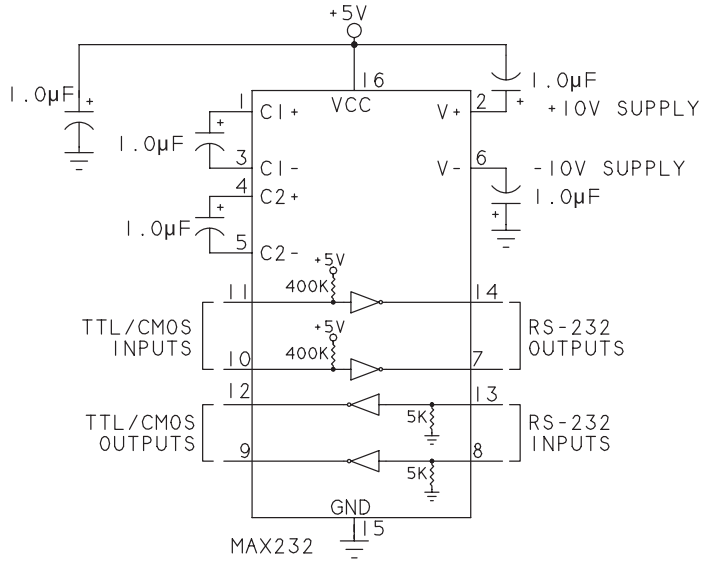 +5V
1.0µF
+
1
C1+
16
VCC
V+
2
1.0µF
+
+10V SUPPLY
1.0µF
+
3
C1-
4
C2+
V-
6
-10V SUPPLY
1.0µF
+
1.0µF
+
5
C2-
+5V
400K
11
14
TTL/CMOS
INPUTS
+5V
400K
RS-232
OUTPUTS
10
7
12
13
TTL/CMOS
OUTPUTS
5K
RS-232
INPUTS
9
8
5K
GND
15
MAX232